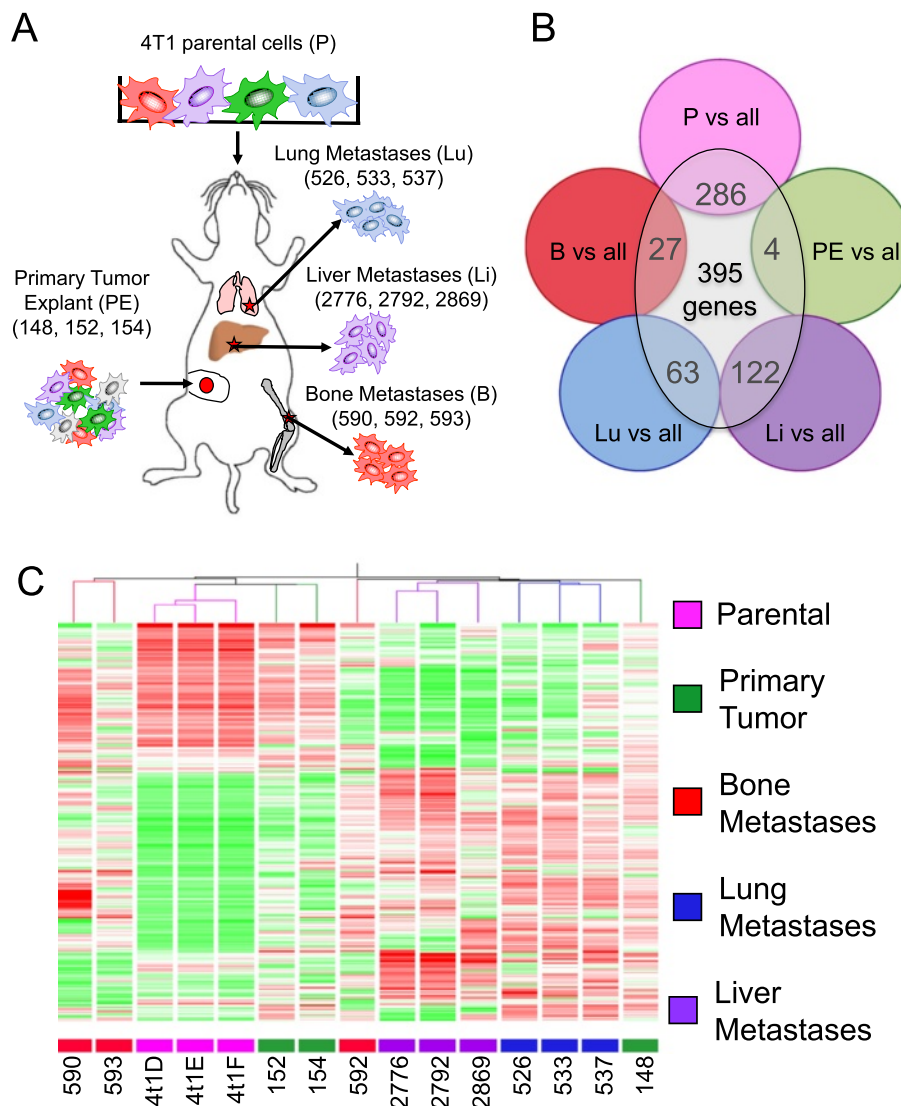 A
4T1 parental cells (P)
Lung Metastases (Lu)
(526, 533, 537)
Liver Metastases (Li)
(2776, 2792, 2869)
Primary Tumor
Explant (PE)
(148, 152, 154)
Bone Metastases (B)
(590, 592, 593)
B
P vs all
286
B vs all
27
4
PE vs al
395
genes
63
122
Lu vs all
Li vs all
C
Parental
Primary
Tumor
Bone
Metastases
Lung
Metastases
Liver
Metastases
590
593
4t1D
4t1E
4t1F
152
154
592
2776
2792
2869
526
533
537
148